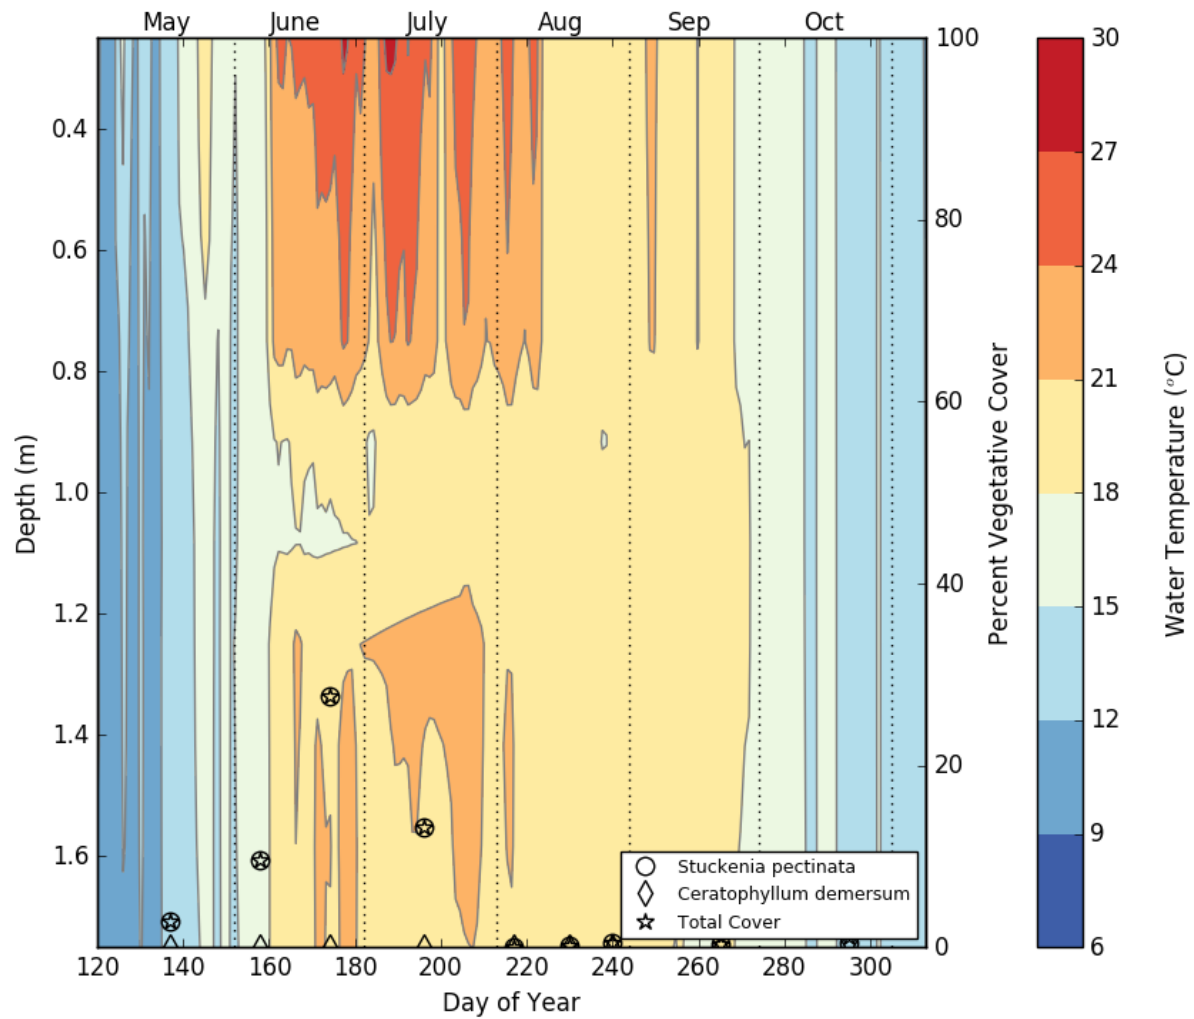 May June July Aug Sep Oct
0.4
0.6
0.8
1.0
1.2
1.4
1.6
Depth (m)
120 140 160 180 200 220 240 260 280 300
Day of Year
100
80
60
40
20
0
Percent Vegetative Cover
Stuckenia pectinata
Ceratophyllum demersum
Total Cover
30
27
24
21
18
15
12
9
6
Water Temperature (°C)